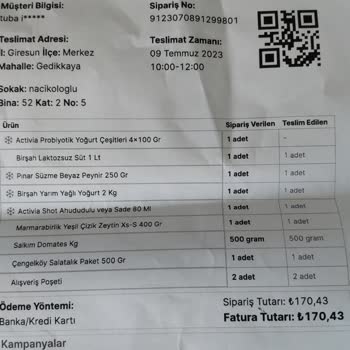 Müşteri Bilgisi: Sipariş No:
tuba i***** 9123070891299801
Teslimat Adresi: Teslimat Zamanı:
İl: Giresun İlçe: Merkez 09 Temmuz 2023
Mahalle: Gedikkaya 10:00-12:00
Sokak: nacikologlu
Bina: 52 Kat: 2 No: 5
Ürün Sipariş Verilen Teslim Edilen
Activia Probiyotik Yoğurt Çeşitleri 4x100 Gr 1 adet -
Birşah Laktozsuz Süt 1 Lt 1 adet 1 adet
Pınar Süzme Beyaz Peynir 250 Gr 1 adet 1 adet
Birşah Yarım Yağlı Yoğurt 2 Kg 1 adet 1 adet
Activia Shot Ahududulu veya Sade 80 Ml 1 adet 1 adet
Marmarabirlik Yeşil Çizik Zeytin Xs-S 400 Gr 1 adet 1 adet
Salkım Domates Kg 500 gram 500 gram
Çengelköy Salatalık Paket 500 Gr 1 adet 1 adet
Alışveriş Poşeti 2 adet 2 adet
Ödeme Yöntemi: Sipariş Tutarı: ₺170,43
Banka/Kredi Kartı Fatura Tutarı: ₺170,43
Kampanyalar